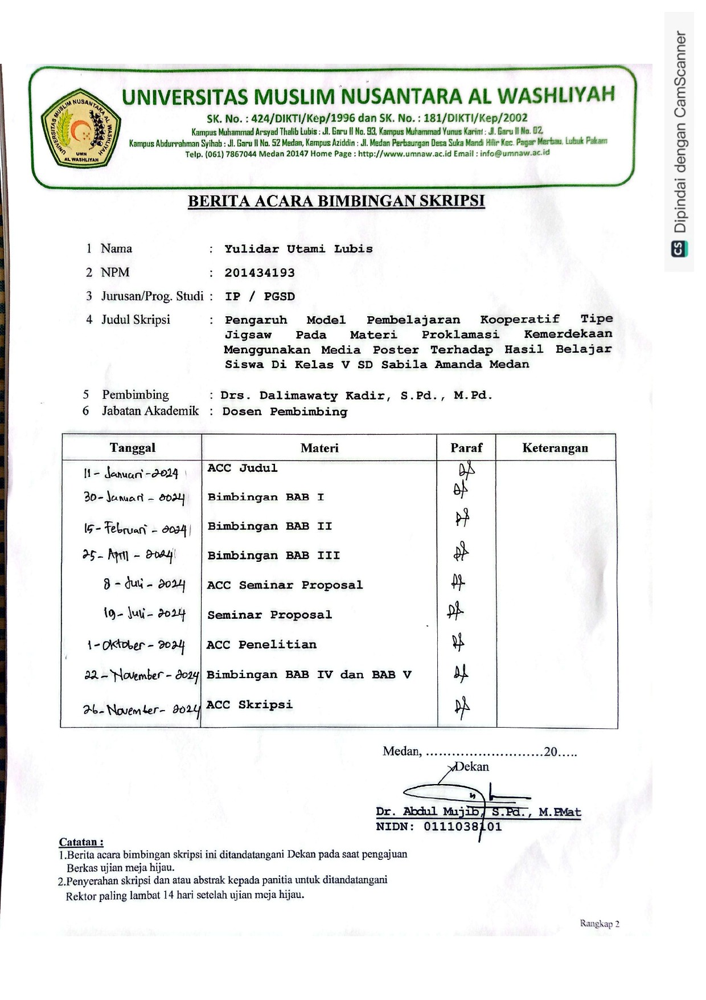 UNIVERSITAS MUSLIM NUSANTARA AL WASHLIYAH
SK. No. : 424/DIKTI/Kep/1996 dan SK. No. : 181/DIKTI/Kep/2002
Kampus Muhammad Arsyad Thalib Lubis : Jl. Garu II No. 93, Kampus Muhammad Yunus Karim : Jl. Garu II No. 02,
Kampus Abdurrahman Syihab : Jl. Garu II No. 52 Medan, Kampus Aziddin : Jl. Medan Perbaungan Desa Suka Mandi Hilir Kec. Pagar Merbau, Lubuk Pakam
Telp. (061) 7867044 Medan 20147 Home Page : http://www.umnaw.ac.id Email : info@umnaw.ac.id
UNIVERSITAS MUSLIM NUSANTARA AL WASHLIYAH
UMN
AL WASHLIYAH
BERITA ACARA BIMBINGAN SKRIPSI
1 Nama : Yulidar Utami Lubis
2 NPM : 201434193
3 Jurusan/Prog. Studi : IP / PGSD
4 Judul Skripsi : Pengaruh Model Pembelajaran Kooperatif Tipe
Jigsaw Pada Materi Proklamasi Kemerdekaan
Menggunakan Media Poster Terhadap Hasil Belajar
Siswa Di Kelas V SD Sabila Amanda Medan
5 Pembimbing : Drs. Dalimawaty Kadir, S.Pd., M.Pd.
6 Jabatan Akademik : Dosen Pembimbing
Tanggal Materi Paraf Keterangan
11 - Januari - 2024 ACC Judul
30 - Januari - 2024 Bimbingan BAB I
15 - Februari - 2024 Bimbingan BAB II
25 - April - 2024 Bimbingan BAB III
8 - Juli - 2024 ACC Seminar Proposal
19 - Juli - 2024 Seminar Proposal
1 - Oktober - 2024 ACC Penelitian
22 - November - 2024 Bimbingan BAB IV dan BAB V
26 - November - 2024 ACC Skripsi
Medan, ...........................20.....
Dekan
Dr. Abdul Mujib, S.Pd., M.PMat
NIDN: 0111038101
Catatan :
1.Berita acara bimbingan skripsi ini ditandatangani Dekan pada saat pengajuan
Berkas ujian meja hijau.
2.Penyerahan skripsi dan atau abstrak kepada panitia untuk ditandatangani
Rektor paling lambat 14 hari setelah ujian meja hijau.
Rangkap 2
CS Dipindai dengan CamScanner